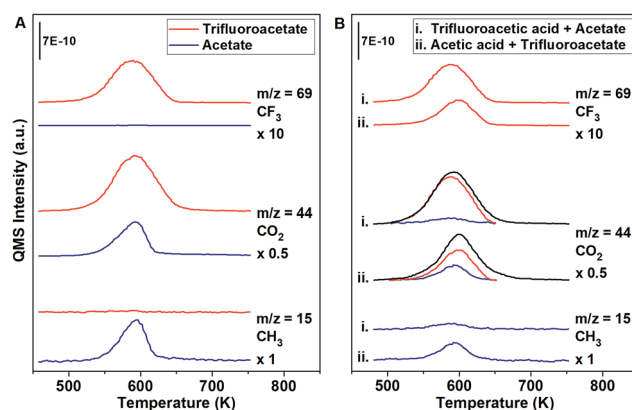 A
7E-10
Trifluoroacetate
Acetate
m/z = 69
CF3
x 10
m/z = 44
CO2
x 0.5
m/z = 15
CH3
x 1
QMS Intensity (a.u.)
500 600 700 800
Temperature (K)
B
7E-10
i. Trifluoroacetic acid + Acetate
ii. Acetic acid + Trifluoroacetate
i.
ii.
m/z = 69
CF3
x 10
i.
ii.
m/z = 44
CO2
x 0.5
i.
ii.
m/z = 15
CH3
x 1
500 600 700 800
Temperature (K)